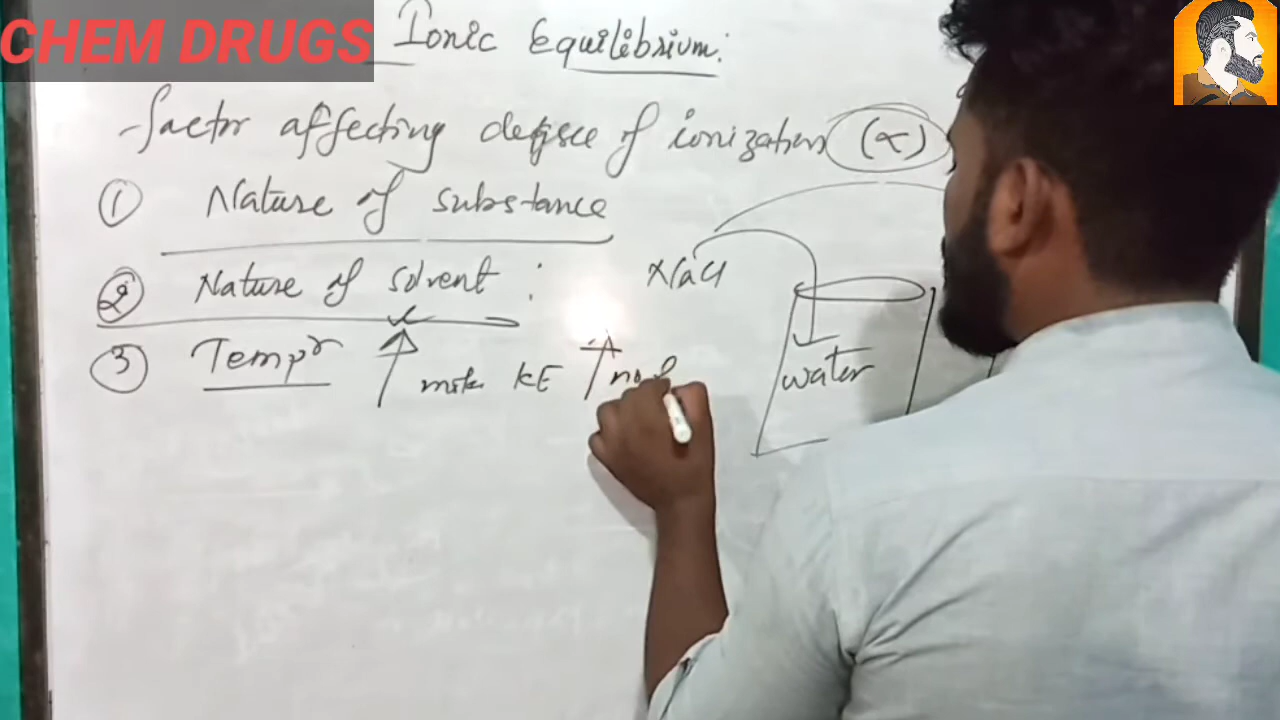 CHEM DRUGS
Ionic Equilibrium:
factor affecting degree of ionization (α)
① Nature of substance
② Nature of solvent :
NaCl
③ Tempr ↑ KE ↑ no
water